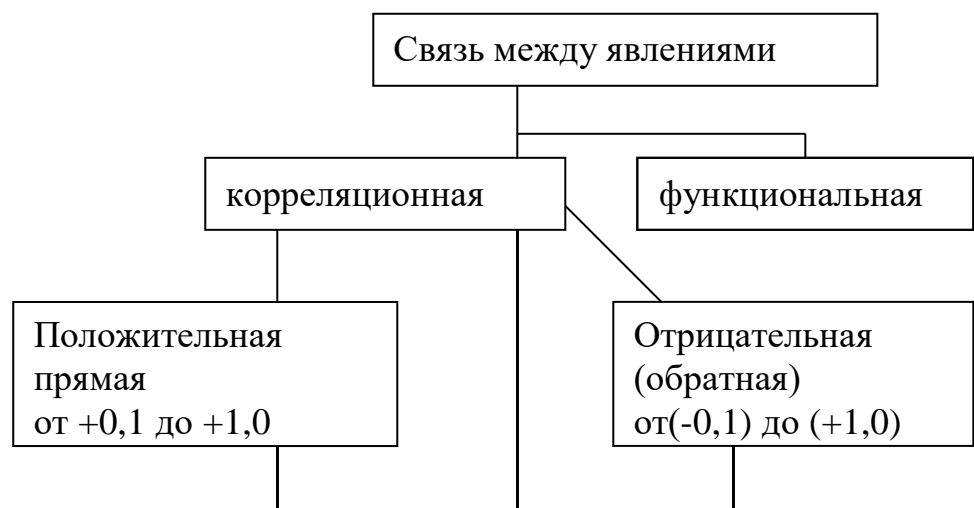 Связь между явлениями
корреляционная
функциональная
Положительная
прямая
от +0,1 до +1,0
Отрицательная
(обратная)
от(-0,1) до (+1,0)